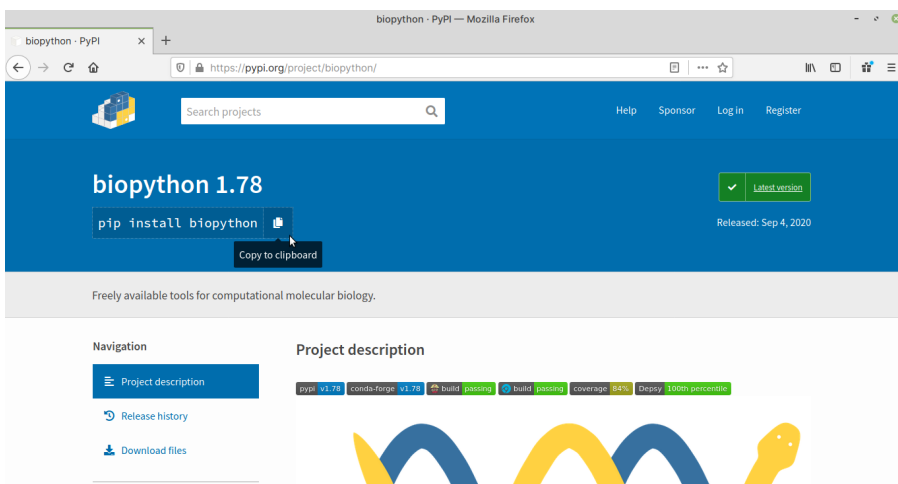 biopython · PyPI — Mozilla Firefox
biopython · PyPI
https://pypi.org/project/biopython/
Search projects
Help Sponsor Log in Register
biopython 1.78
Latest version
pip install biopython
Released: Sep 4, 2020
Copy to clipboard
Freely available tools for computational molecular biology.
Navigation
Project description
Release history
Download files
Project description
pypi v1.78 conda-forge v1.78 build passing build passing coverage 84% Depsy 100th percentile